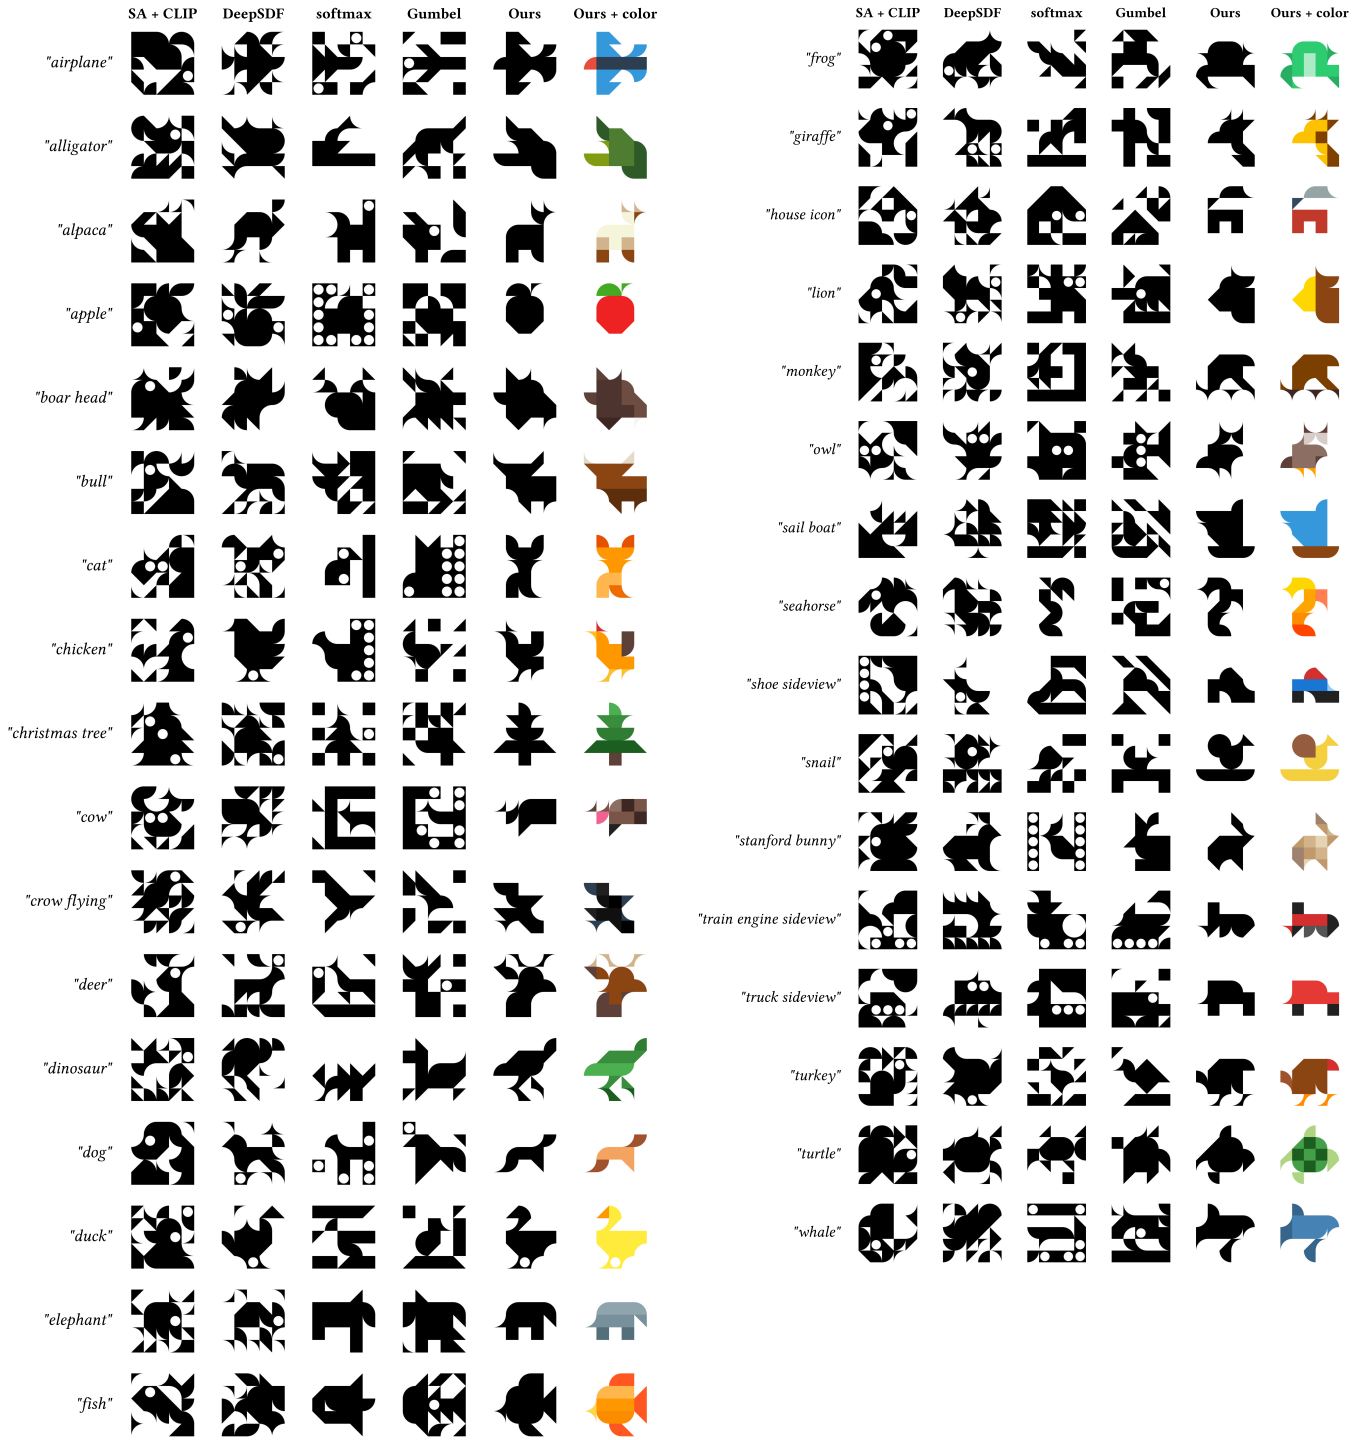 SA + CLIP DeepSDF softmax Gumbel Ours Ours + color
"airplane"
"alligator"
"alpaca"
"apple"
"boar head"
"bull"
"cat"
"chicken"
"christmas tree"
"cow"
"crow flying"
"deer"
"dinosaur"
"dog"
"duck"
"elephant"
"fish"
SA + CLIP DeepSDF softmax Gumbel Ours Ours + color
"frog"
"giraffe"
"house icon"
"lion"
"monkey"
"owl"
"sail boat"
"seahorse"
"shoe sideview"
"snail"
"stanford bunny"
"train engine sideview"
"truck sideview"
"turkey"
"turtle"
"whale"